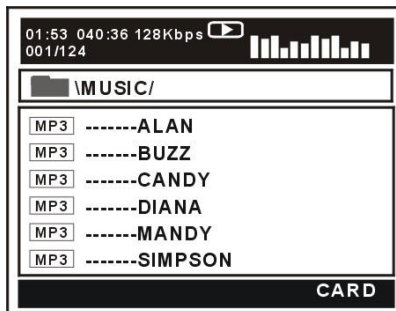 01:53 040:36 128Kbps
001/124
\MUSIC/
MP3 -------ALAN
MP3 -------BUZZ
MP3 -------CANDY
MP3 -------DIANA
MP3 -------MANDY
MP3 -------SIMPSON
CARD